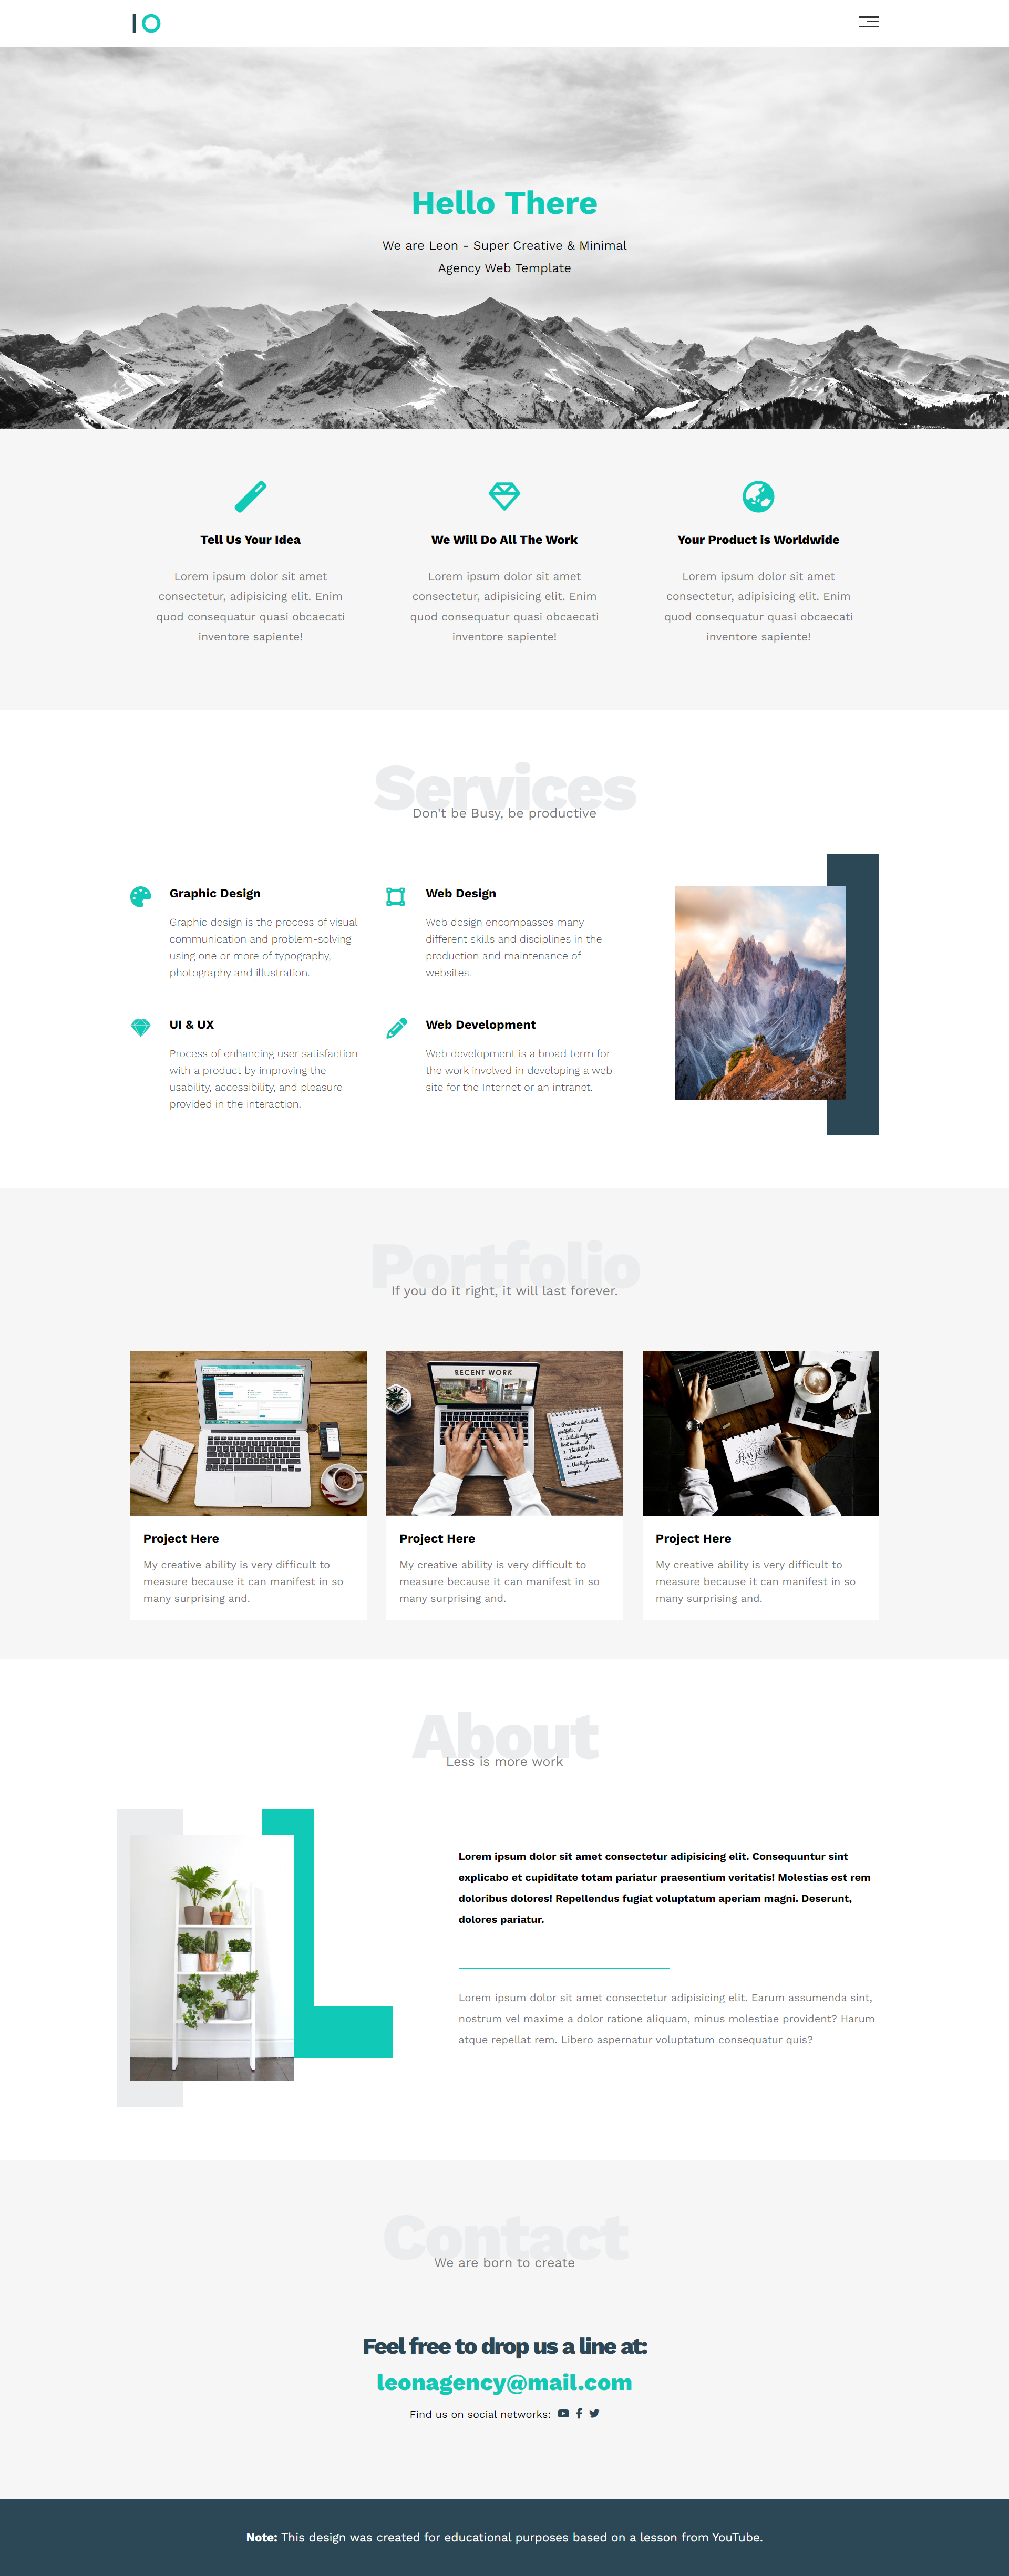 IO
Hello There
We are Leon - Super Creative & Minimal
Agency Web Template
Tell Us Your Idea
Lorem ipsum dolor sit amet
consectetur, adipisicing elit. Enim
quod consequatur quasi obcaecati
inventore sapiente!
We Will Do All The Work
Lorem ipsum dolor sit amet
consectetur, adipisicing elit. Enim
quod consequatur quasi obcaecati
inventore sapiente!
Your Product is Worldwide
Lorem ipsum dolor sit amet
consectetur, adipisicing elit. Enim
quod consequatur quasi obcaecati
inventore sapiente!
Services
Don't be Busy, be productive
Graphic Design
Graphic design is the process of visual
communication and problem-solving
using one or more of typography,
photography and illustration.
Web Design
Web design encompasses many
different skills and disciplines in the
production and maintenance of
websites.
UI & UX
Process of enhancing user satisfaction
with a product by improving the
usability, accessibility, and pleasure
provided in the interaction.
Web Development
Web development is a broad term for
the work involved in developing a web
site for the Internet or an intranet.
Portfolio
If you do it right, it will last forever.
Project Here
My creative ability is very difficult to
measure because it can manifest in so
many surprising and.
RECENT WORK
Project Here
My creative ability is very difficult to
measure because it can manifest in so
many surprising and.
Project Here
My creative ability is very difficult to
measure because it can manifest in so
many surprising and.
About
Less is more work
Lorem ipsum dolor sit amet consectetur adipisicing elit. Consequuntur sint
explicabo et cupiditate totam pariatur praesentium veritatis! Molestias est rem
doloribus dolores! Repellendus fugiat voluptatum aperiam magni. Deserunt,
dolores pariatur.
Lorem ipsum dolor sit amet consectetur adipisicing elit. Earum assumenda sint,
nostrum vel maxime a dolor ratione aliquam, minus molestiae provident? Harum
atque repellat rem. Libero aspernatur voluptatum consequatur quis?
Contact
We are born to create
Feel free to drop us a line at:
leonagency@mail.com
Find us on social networks:
Note: This design was created for educational purposes based on a lesson from YouTube.